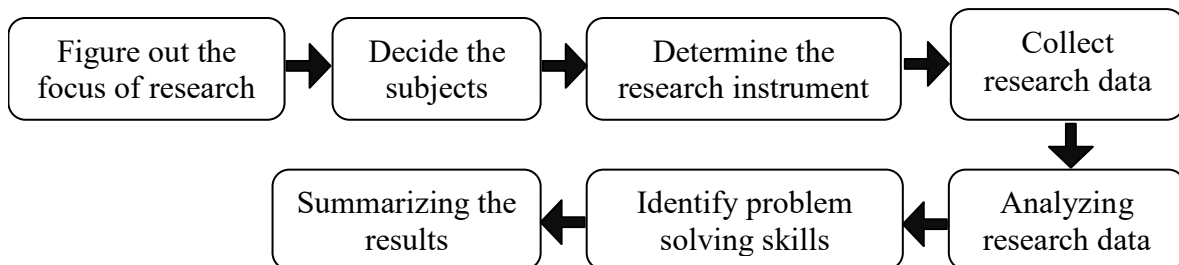 Figure out the
focus of research
Decide the
subjects
Determine the
research instrument
Collect
research data
Analyzing
research data
Identify problem
solving skills
Summarizing the
results